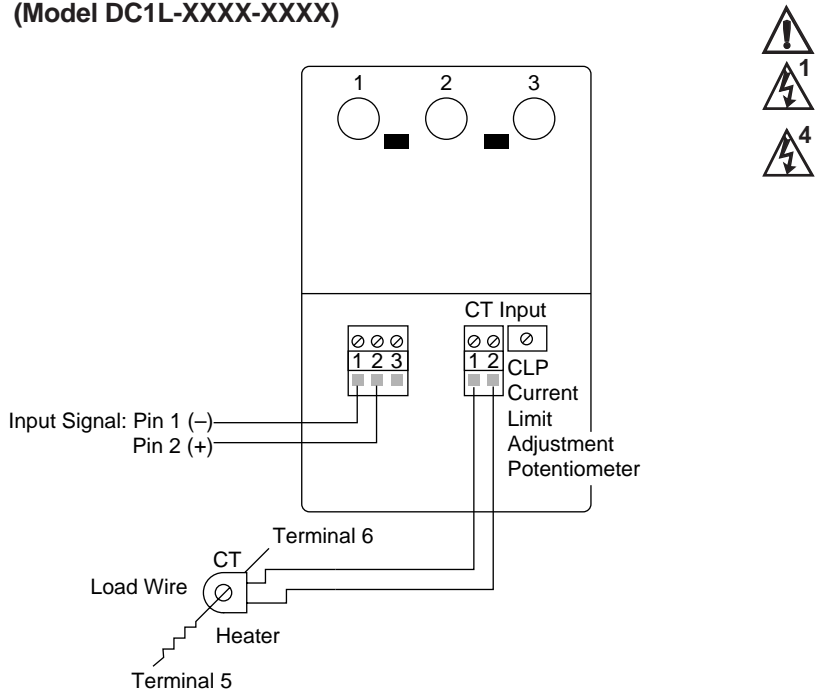 (Model DC1L-XXXX-XXXX)
1
4
1 2 3
CT Input
1 2 3
1 2
CLP
Current
Limit
Adjustment
Potentiometer
Input Signal: Pin 1 (–)
Pin 2 (+)
Terminal 6
CT
Load Wire
Heater
Terminal 5